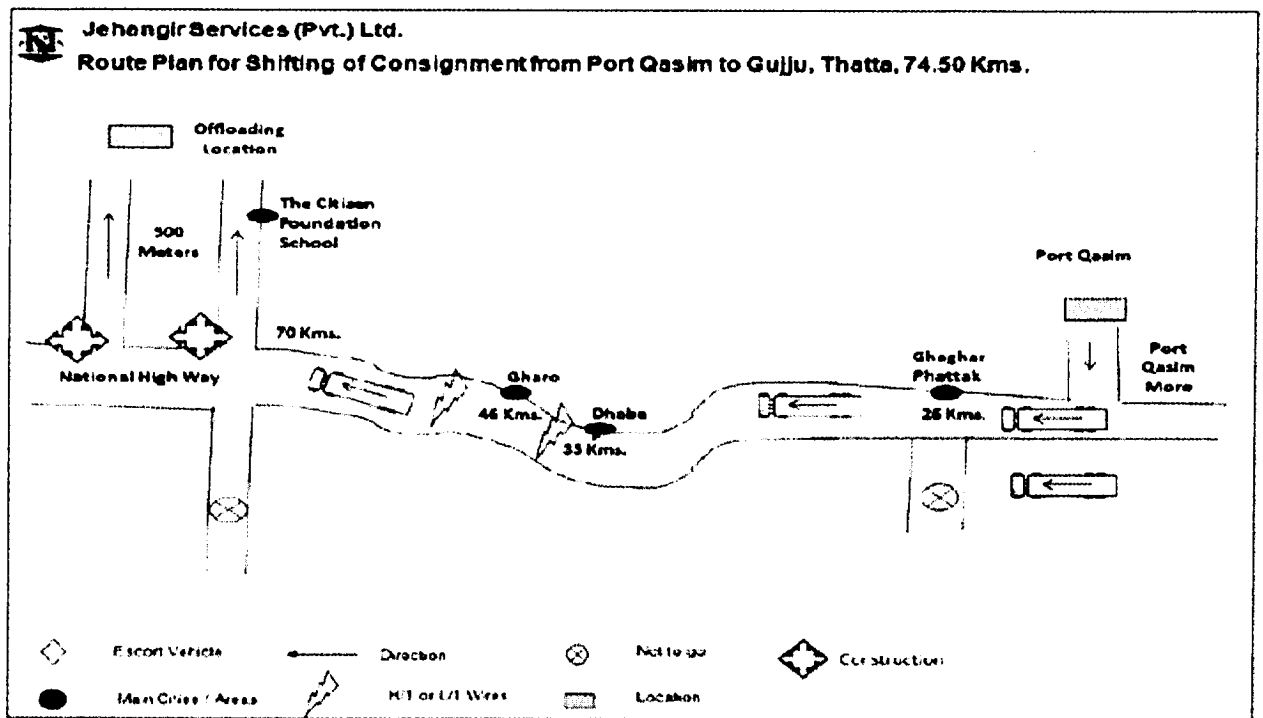 Jehangir Services (Pvt.) Ltd.
Route Plan for Shifting of Consignment from Port Qasim to Gujju, Thatta, 74.50 Kms.
Offloading
Location
The Citizen
Foundation
School
500
Meters
Port Qasim
70 Kms.
National High Way
Gharo
46 Kms.
Dhaba
35 Kms.
Ghaghar
Phattak
26 Kms.
Port
Qasim
More
Escort Vehicle
Direction
Not to go
Construction
Main Cities / Areas
H/T or L/T Wires
Location